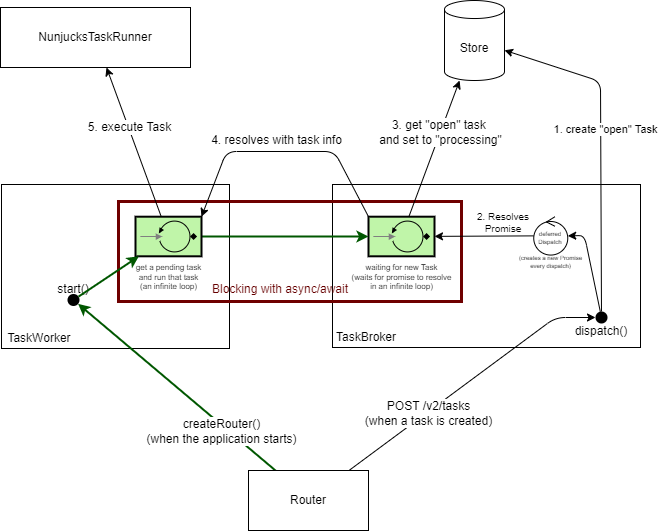 NunjucksTaskRunner
Store
5. execute Task
4. resolves with task info
3. get "open" task
and set to "processing"
1. create "open" Task
2. Resolves
Promise
deferred
Dispatch
(creates a new Promise
every dispatch)
get a pending task
and run that task
(an infinite loop)
waiting for new Task
(waits for promise to resolve
in an infinite loop)
Blocking with async/await
start()
dispatch()
TaskWorker
TaskBroker
createRouter()
(when the application starts)
POST /v2/tasks
(when a task is created)
Router